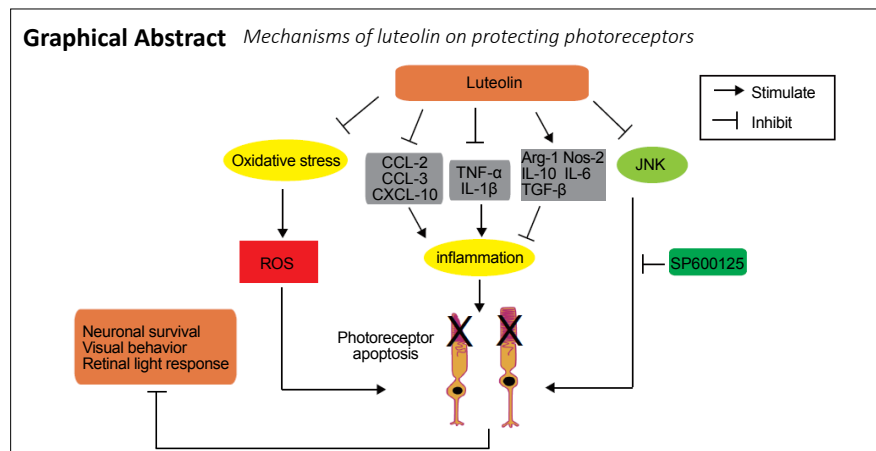 Graphical Abstract Mechanisms of luteolin on protecting photoreceptors
Luteolin
Stimulate
Inhibit
Oxidative stress
CCL-2
CCL-3
CXCL-10
TNF-α
IL-1β
Arg-1 Nos-2
IL-10 IL-6
TGF-β
JNK
ROS
inflammation
SP600125
Neuronal survival
Visual behavior
Retinal light response
Photoreceptor
apoptosis
X X